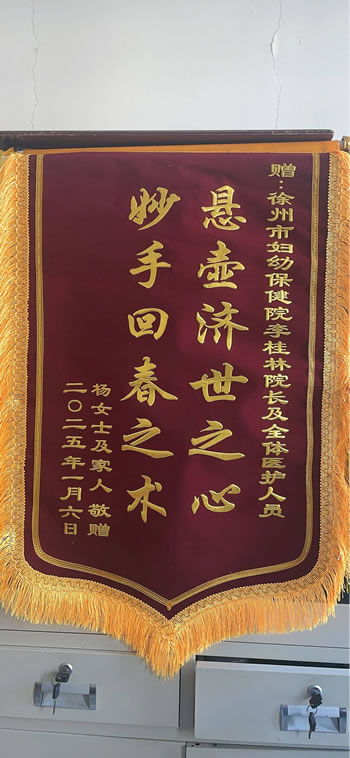 赠：徐州市妇幼保健院李桂林院长及全体医护人员
悬壶济世之心
妙手回春之术
杨女士及家人 敬赠
二〇二五年一月六日